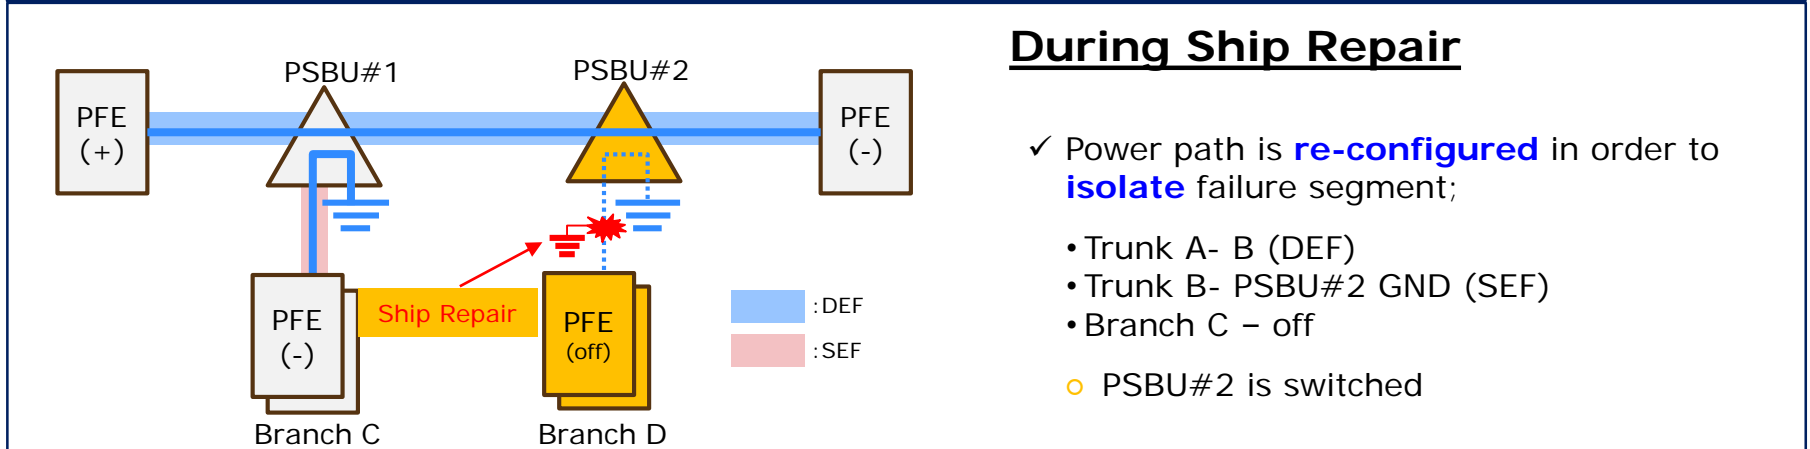 During Ship Repair
PSBU#1
PSBU#2
PFE
(+)
PFE
(-)
✓ Power path is re-configured in order to
isolate failure segment;
• Trunk A- B (DEF)
• Trunk B- PSBU#2 GND (SEF)
• Branch C – off
○ PSBU#2 is switched
Ship Repair
PFE
(-)
PFE
(off)
:DEF
:SEF
Branch C
Branch D